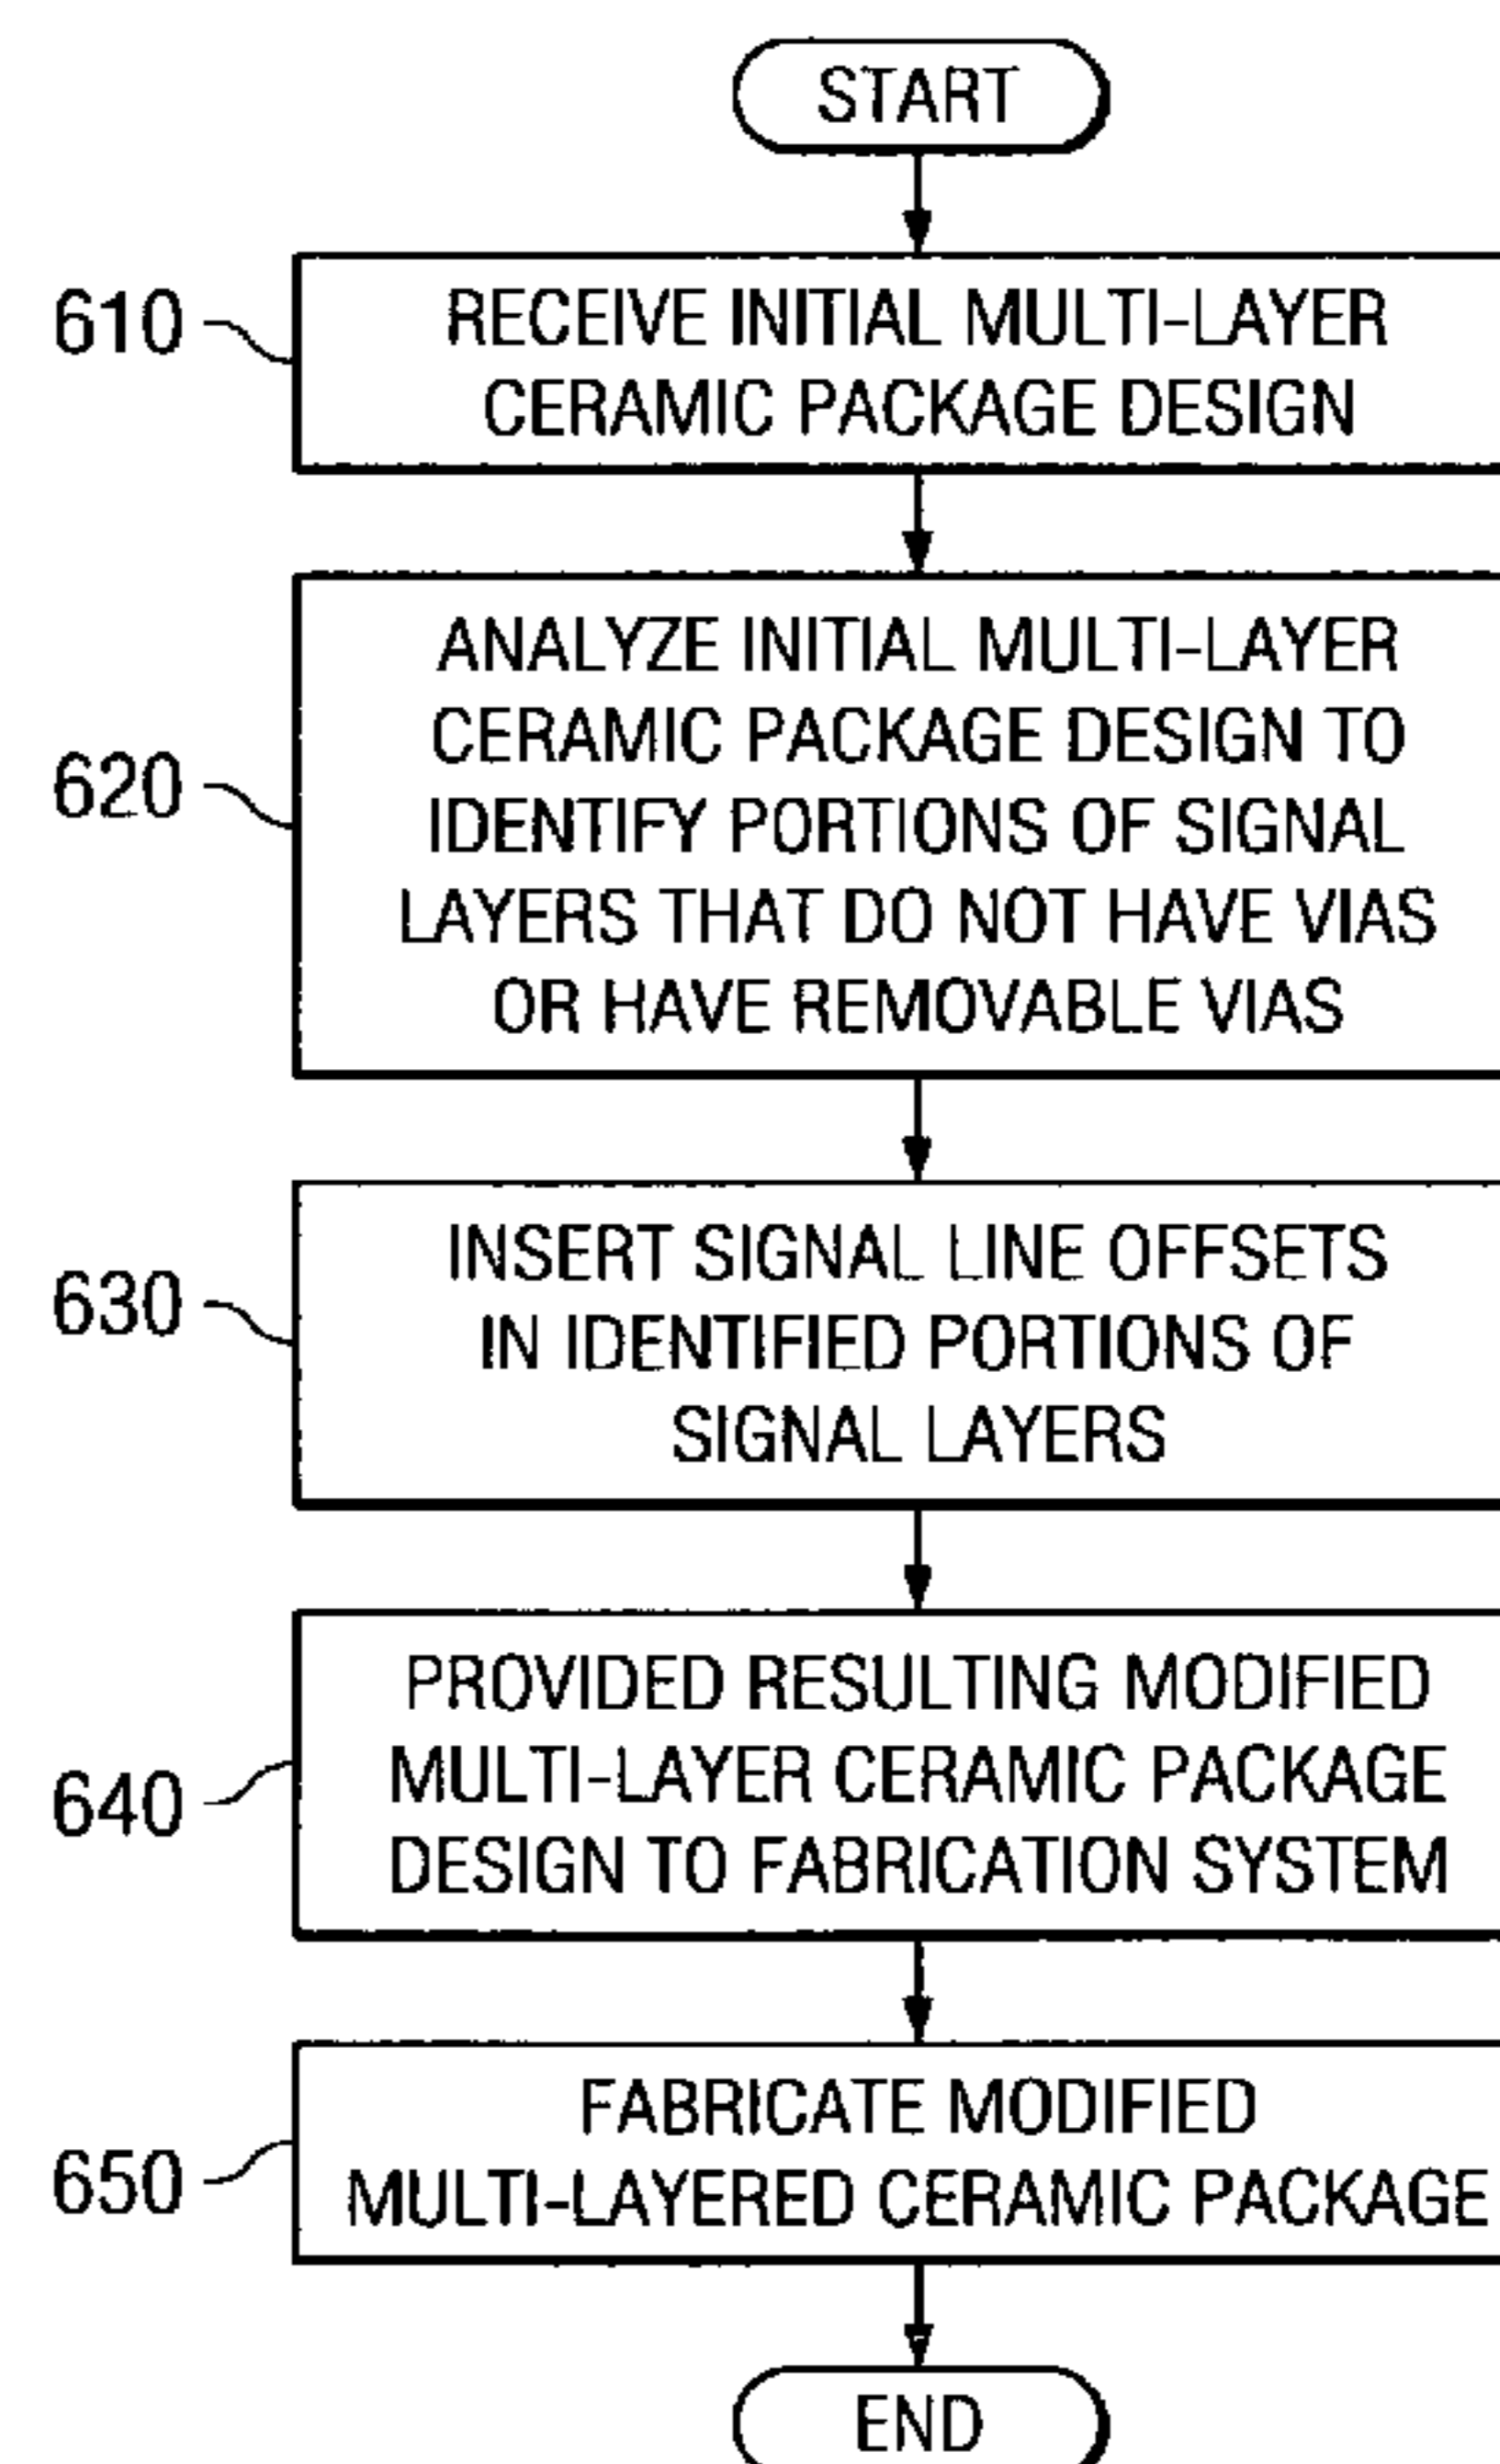 START
610
RECEIVE INITIAL MULTI-LAYER
CERAMIC PACKAGE DESIGN
620
ANALYZE INITIAL MULTI-LAYER
CERAMIC PACKAGE DESIGN TO
IDENTIFY PORTIONS OF SIGNAL
LAYERS THAT DO NOT HAVE VIAS
OR HAVE REMOVABLE VIAS
630
INSERT SIGNAL LINE OFFSETS
IN IDENTIFIED PORTIONS OF
SIGNAL LAYERS
640
PROVIDED RESULTING MODIFIED
MULTI-LAYER CERAMIC PACKAGE
DESIGN TO FABRICATION SYSTEM
650
FABRICATE MODIFIED
MULTI-LAYERED CERAMIC PACKAGE
END